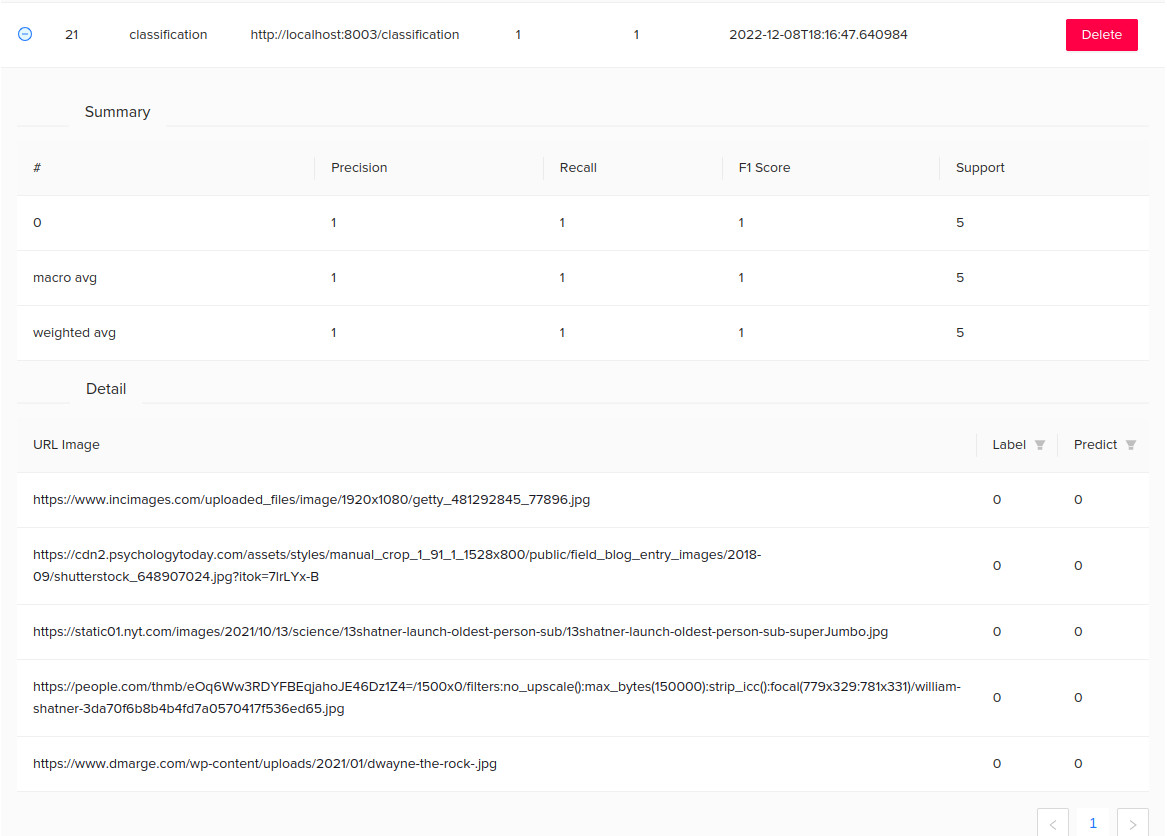 21 classification http://localhost:8003/classification 1 1 2022-12-08T18:16:47.640984 Delete
Summary
# Precision Recall F1 Score Support
0 1 1 1 5
macro avg 1 1 1 5
weighted avg 1 1 1 5
Detail
URL Image Label Predict
https://www.incimages.com/uploaded_files/image/1920x1080/getty_481292845_77896.jpg 0 0
https://cdn2.psychologytoday.com/assets/styles/manual_crop_1_91_1_1528x800/public/field_blog_entry_images/2018-
09/shutterstock_648907024.jpg?itok=7lrLYx-B 0 0
https://static01.nyt.com/images/2021/10/13/science/13shatner-launch-oldest-person-sub/13shatner-launch-oldest-person-sub-superJumbo.jpg 0 0
https://people.com/thmb/eOq6Ww3RDYFBEqjahoJE46Dz1Z4=/1500x0/filters:no_upscale():max_bytes(150000):strip_icc():focal(779x329:781x331)/william-
shatner-3da70f6b8b4b4fd7a0570417f536ed65.jpg 0 0
https://www.dmarge.com/wp-content/uploads/2021/01/dwayne-the-rock-.jpg 0 0
< 1 >